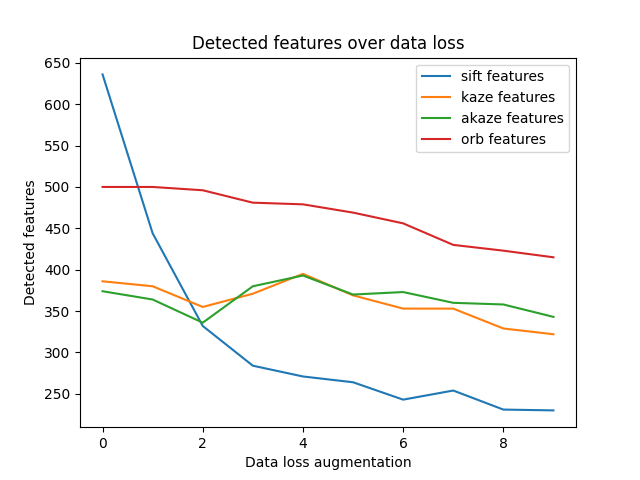 Detected features over data loss
650
600
550
500
450
400
350
300
250
Detected features
sift features
kaze features
akaze features
orb features
0 2 4 6 8
Data loss augmentation